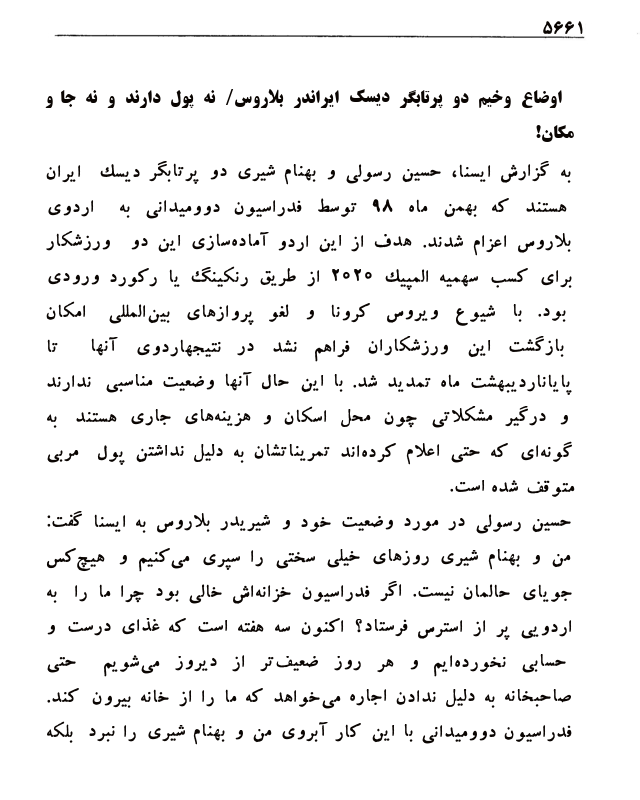 ۵۶۶۱
اوضاع وخیم دو پرتابگر دیسک ایراندر بلاروس/ نه پول دارند و نه جا و
مکان!
به گزارش ایسنا، حسین رسولی و بهنام شیری دو پرتابگر دیسک ایران
هستند که بهمن ماه ۹۸ توسط فدراسیون دوومیدانی به اردوی
بلاروس اعزام شدند. هدف از این اردو آماده‌سازی این دو ورزشکار
برای کسب سهمیه المپیک ۲۰۲۰ از طریق رنکینگ یا رکورد ورودی
بود. با شیوع ویروس کرونا و لغو پروازهای بین‌المللی امکان
بازگشت این ورزشکاران فراهم نشد در نتیجهاردوی آنها تا
پایاناردیبهشت ماه تمدید شد. با این حال آنها وضعیت مناسبی ندارند
و درگیر مشکلاتی چون محل اسکان و هزینه‌های جاری هستند به
گونه‌ای که حتی اعلام کرده‌اند تمریناتشان به دلیل نداشتن پول مربی
متوقف شده است.
حسین رسولی در مورد وضعیت خود و شیریدر بلاروس به ایسنا گفت:
من و بهنام شیری روزهای خیلی سختی را سپری می‌کنیم و هیچ‌کس
جویای حالمان نیست. اگر فدراسیون خزانه‌اش خالی بود چرا ما را به
اردویی پر از استرس فرستاد؟ اکنون سه هفته است که غذای درست و
حسابی نخورده‌ایم و هر روز ضعیف‌تر از دیروز می‌شویم حتی
صاحبخانه به دلیل ندادن اجاره می‌خواهد که ما را از خانه بیرون کند.
فدراسیون دوومیدانی با این کار آبروی من و بهنام شیری را نبرد بلکه